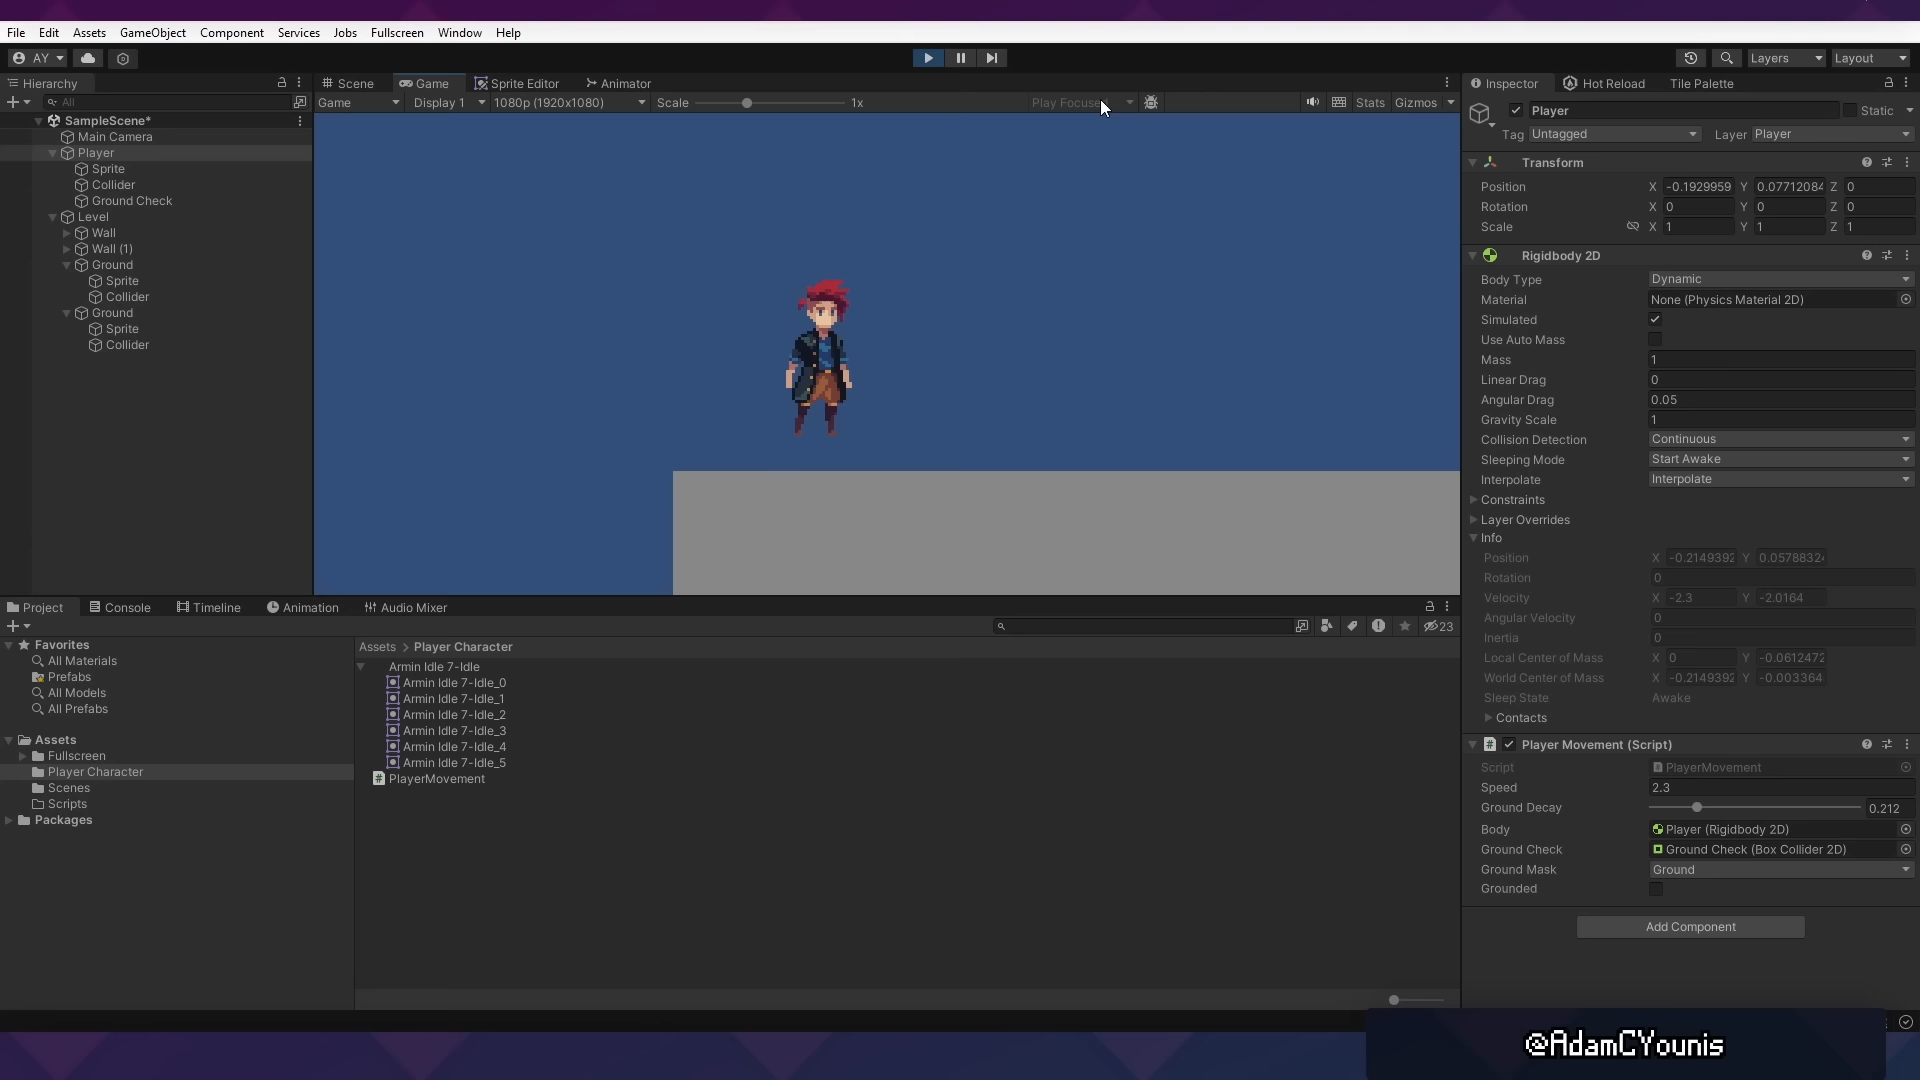 File Edit Assets GameObject Component Services Jobs Fullscreen Window Help
AY Layers Layout
Hierarchy
Scene Game Sprite Editor Animator
Inspector Hot Reload Tile Palette
All
Game Display 1 1080p (1920x1080) Scale 1x Play Focused Stats Gizmos
SampleScene*
Main Camera
Player
Sprite
Collider
Ground Check
Level
Wall
Wall (1)
Ground
Sprite
Collider
Ground
Sprite
Collider
Player Static
Tag Untagged Layer Player
Transform
Position X -0.1929959 Y 0.07712084 Z 0
Rotation X 0 Y 0 Z 0
Scale X 1 Y 1 Z 1
Rigidbody 2D
Body Type Dynamic
Material None (Physics Material 2D)
Simulated
Use Auto Mass
Mass 1
Linear Drag 0
Angular Drag 0.05
Gravity Scale 1
Collision Detection Continuous
Sleeping Mode Start Awake
Interpolate Interpolate
Constraints
Layer Overrides
Info
Position X -0.2149392 Y 0.0578832
Rotation 0
Velocity X -2.3 Y -2.0164
Angular Velocity 0
Inertia 0
Local Center of Mass X 0 Y -0.0612472
World Center of Mass X -0.2149392 Y -0.003364
Sleep State Awake
Contacts
Player Movement (Script)
Script PlayerMovement
Speed 2.3
Ground Decay 0.212
Body Player (Rigidbody 2D)
Ground Check Ground Check (Box Collider 2D)
Ground Mask Ground
Grounded
Add Component
Project Console Timeline Animation Audio Mixer
23
Favorites
All Materials
Prefabs
All Models
All Prefabs
Assets
Fullscreen
Player Character
Scenes
Scripts
Packages
Assets > Player Character
Armin Idle 7-Idle
Armin Idle 7-Idle_0
Armin Idle 7-Idle_1
Armin Idle 7-Idle_2
Armin Idle 7-Idle_3
Armin Idle 7-Idle_4
Armin Idle 7-Idle_5
PlayerMovement
@AdamCYounis